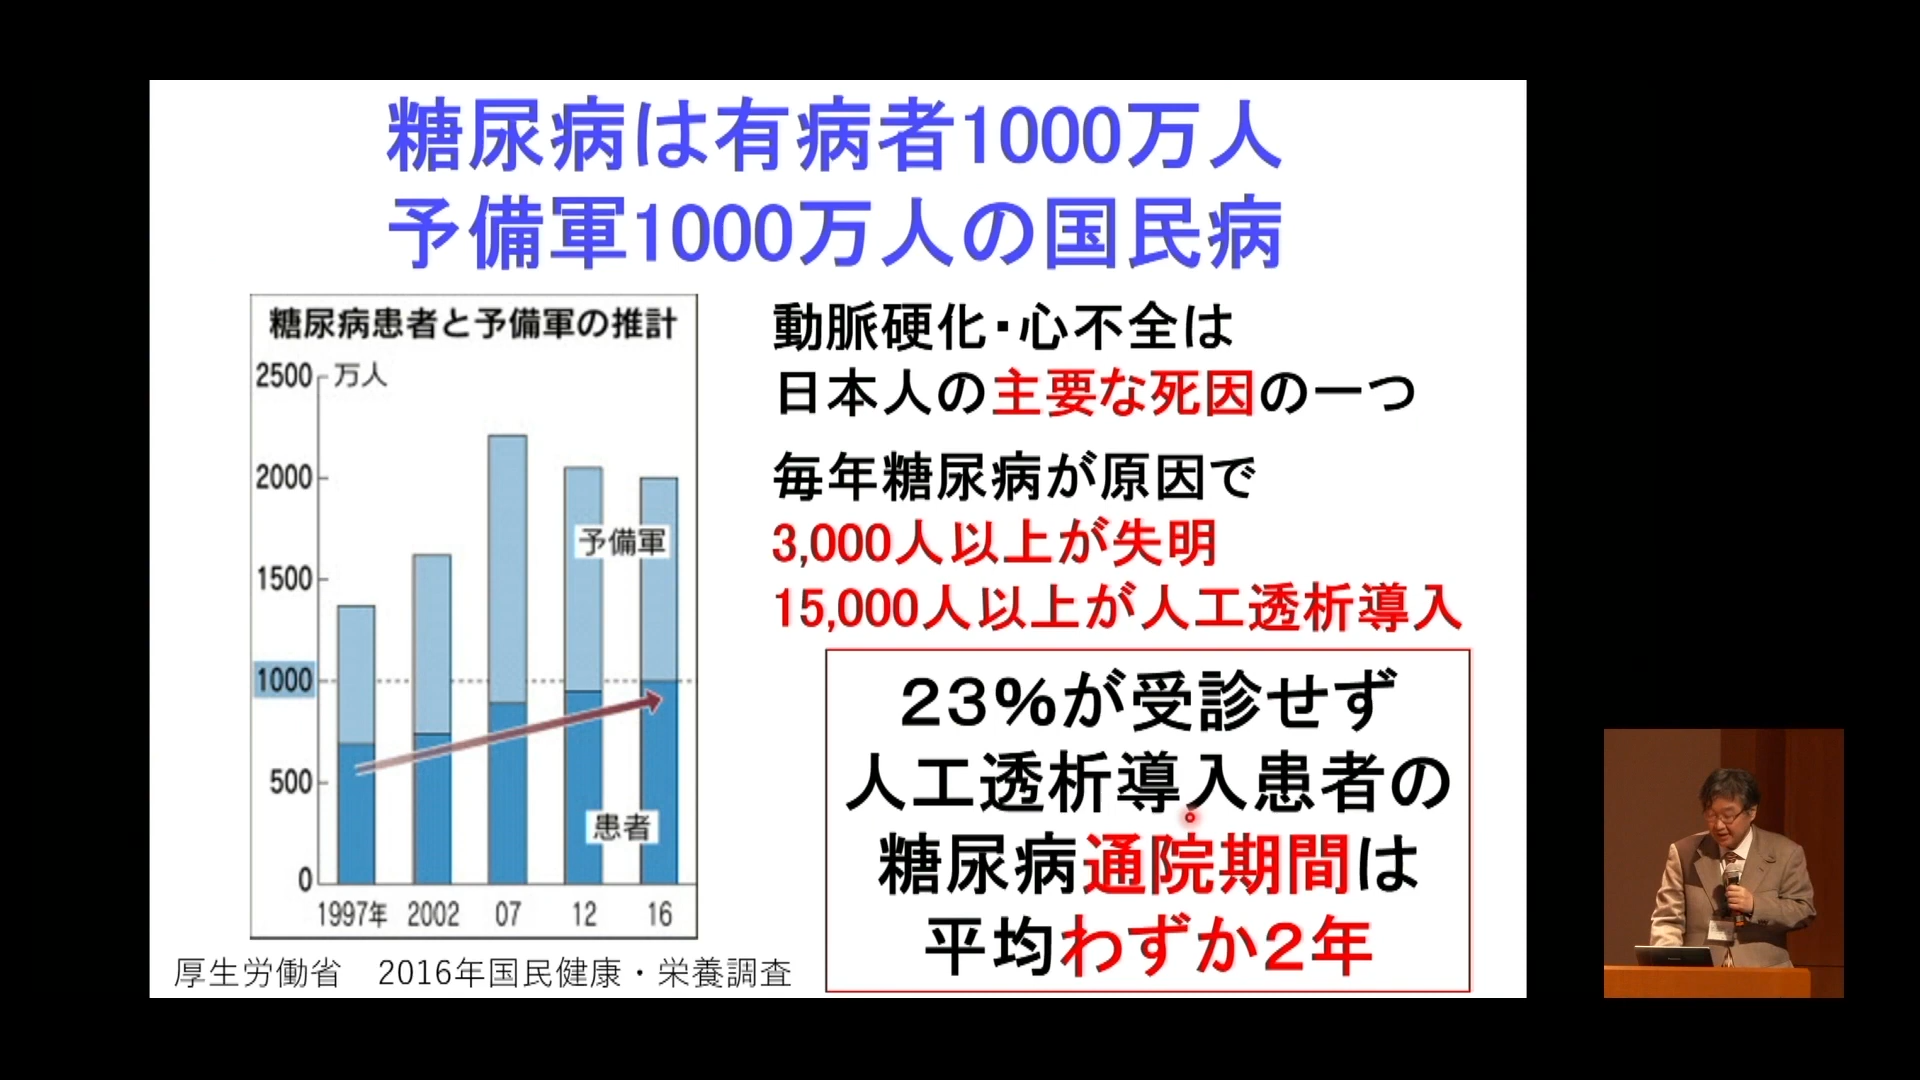 糖尿病は有病者1000万人
予備軍1000万人の国民病
糖尿病患者と予備軍の推計
2500 万人
2000
1500
1000
500
0
予備軍
患者
1997年 2002 07 12 16
厚生労働省 2016年国民健康・栄養調査
動脈硬化・心不全は
日本人の主要な死因の一つ
毎年糖尿病が原因で
3,000人以上が失明
15,000人以上が人工透析導入
23%が受診せず
人工透析導入患者の
糖尿病通院期間は
平均わずか2年